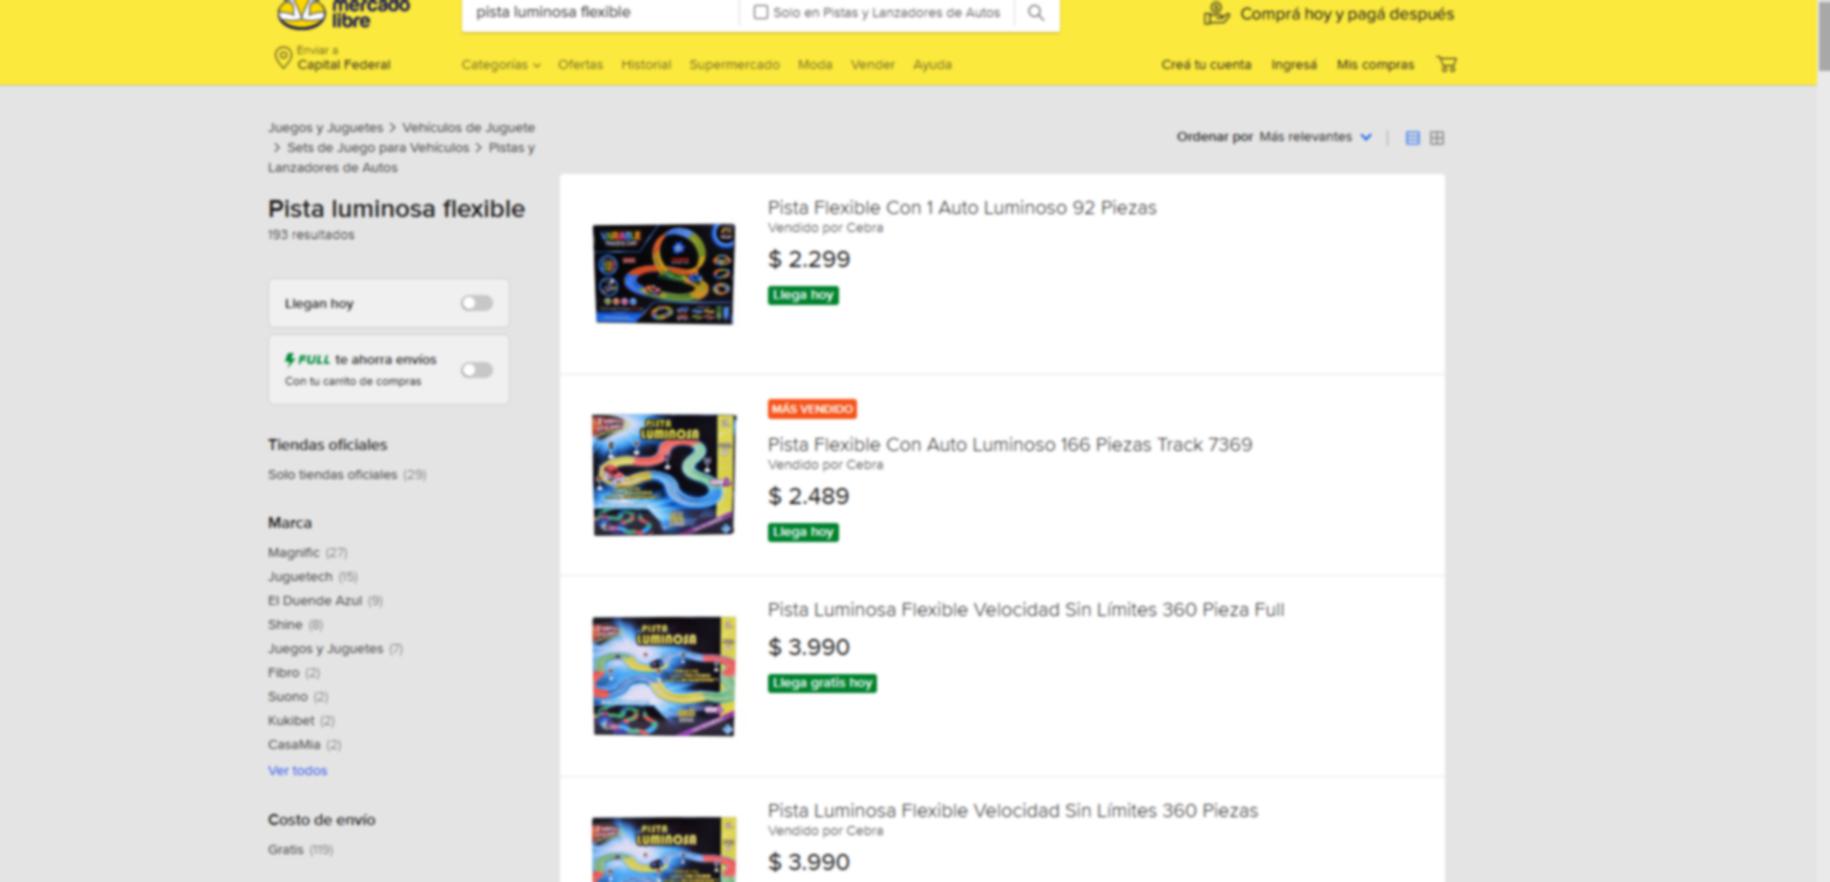 mercado
libre
pista luminosa flexible
Solo en Pistas y Lanzadores de Autos
Comprá hoy y pagá después
Enviar a
Capital Federal
Categorías Ofertas Historial Supermercado Moda Vender Ayuda
Creá tu cuenta Ingresá Mis compras
Juegos y Juguetes > Vehículos de Juguete
> Sets de Juego para Vehículos > Pistas y
Lanzadores de Autos
Pista luminosa flexible
193 resultados
Llegan hoy
FULL te ahorra envíos
Con tu carrito de compras
Tiendas oficiales
Solo tiendas oficiales (29)
Marca
Magnific (27)
Juguetech (15)
El Duende Azul (9)
Shine (8)
Juegos y Juguetes (7)
Fibro (2)
Suono (2)
Kukibet (2)
CasaMia (2)
Ver todos
Costo de envío
Gratis (119)
Ordenar por Más relevantes
Pista Flexible Con 1 Auto Luminoso 92 Piezas
Vendido por Cebra
$ 2.299
Llega hoy
VARIABLE
MÁS VENDIDO
Pista Flexible Con Auto Luminoso 166 Piezas Track 7369
Vendido por Cebra
$ 2.489
Llega hoy
PISTA
LUMINOSA
Pista Luminosa Flexible Velocidad Sin Límites 360 Pieza Full
$ 3.990
Llega gratis hoy
PISTA
LUMINOSA
Pista Luminosa Flexible Velocidad Sin Límites 360 Piezas
Vendido por Cebra
$ 3.990
PISTA
LUMINOSA